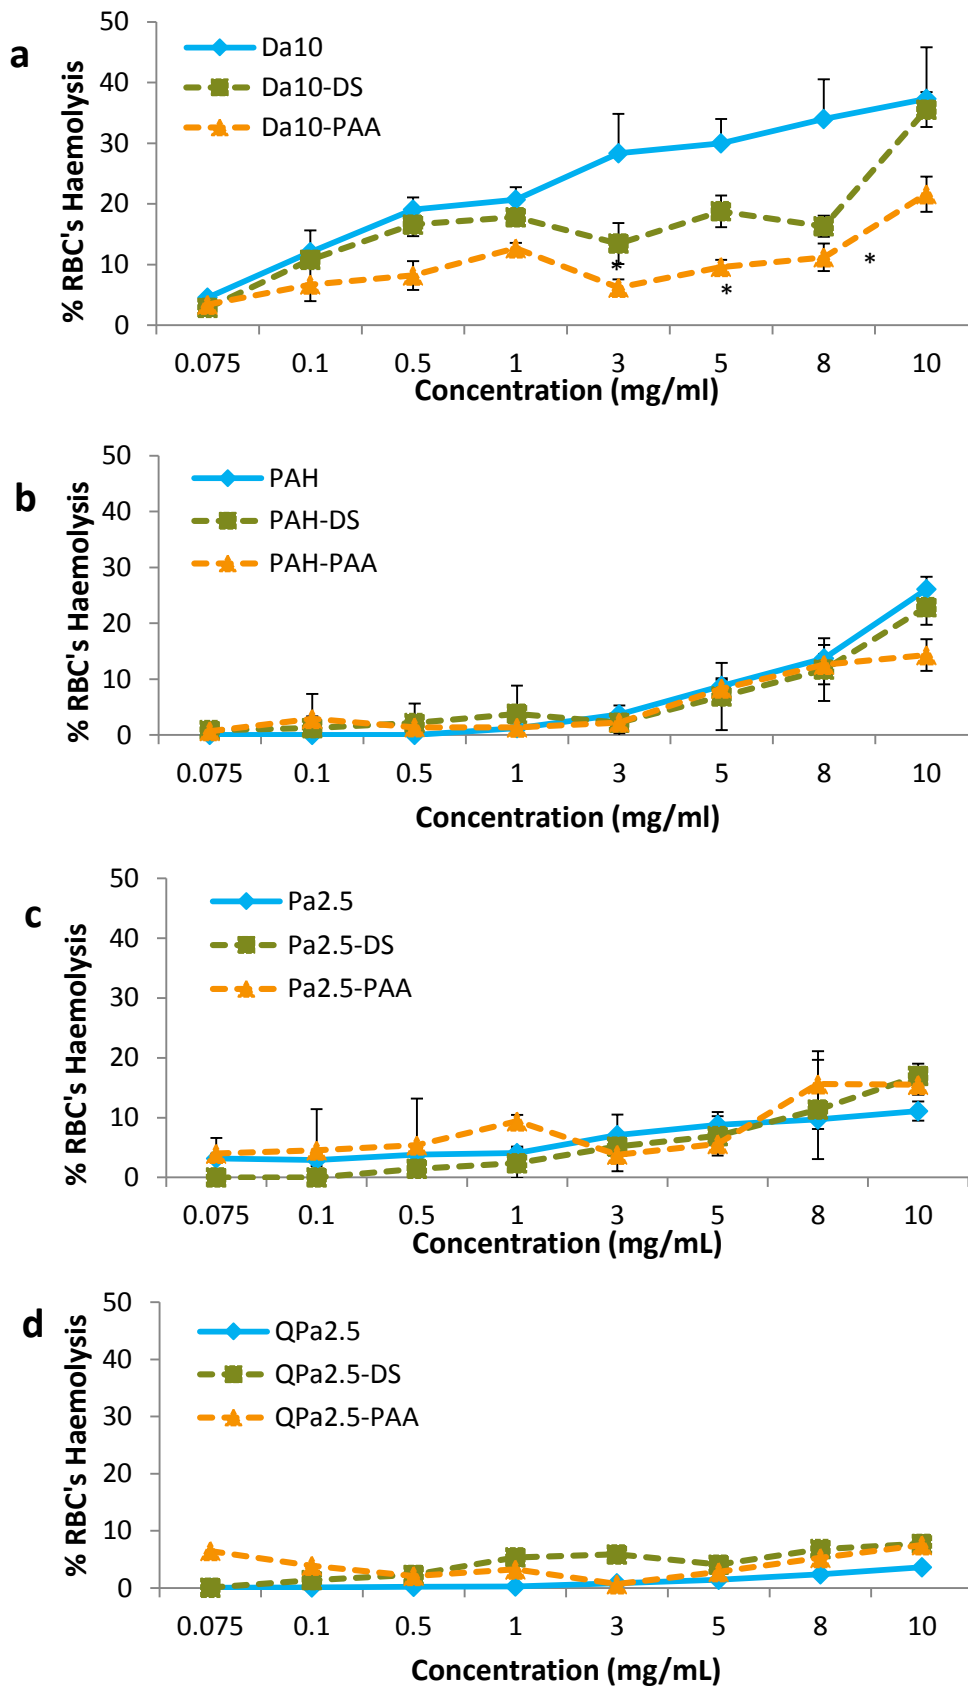 a
% RBC's Haemolysis
50
40
30
20
10
0
Da10
Da10-DS
Da10-PAA
*
*
*
0.075 0.1 0.5 1 3 5 8 10
Concentration (mg/ml)
b
% RBC's Haemolysis
50
40
30
20
10
0
PAH
PAH-DS
PAH-PAA
0.075 0.1 0.5 1 3 5 8 10
Concentration (mg/ml)
c
% RBC's Haemolysis
50
40
30
20
10
0
Pa2.5
Pa2.5-DS
Pa2.5-PAA
0.075 0.1 0.5 1 3 5 8 10
Concentration (mg/mL)
d
% RBC's Haemolysis
50
40
30
20
10
0
QPa2.5
QPa2.5-DS
QPa2.5-PAA
0.075 0.1 0.5 1 3 5 8 10
Concentration (mg/mL)